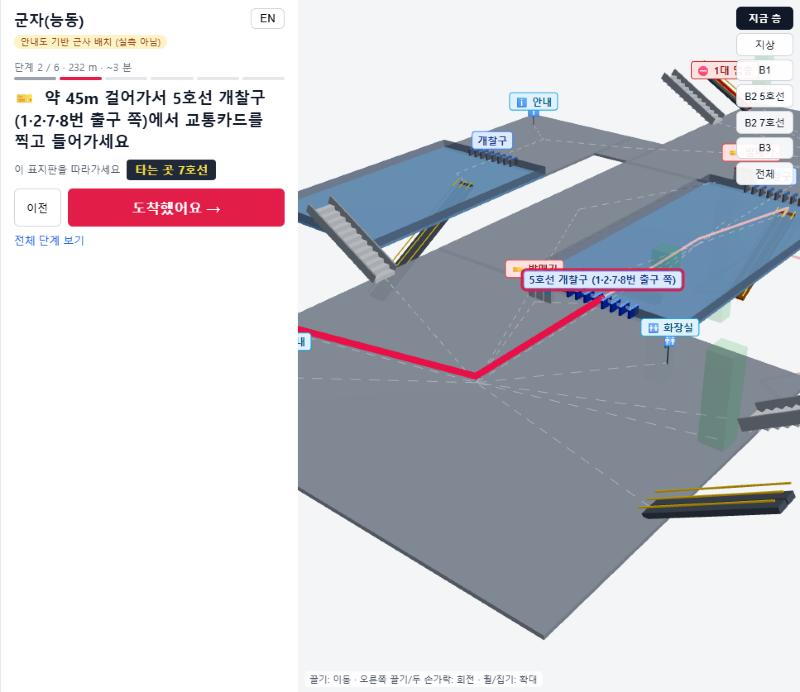 군자(능동)
EN
안내도 기반 근사 배치 (실측 아님)
단계 2 / 6 · 232 m · ~3 분
🎫 약 45m 걸어가서 5호선 개찰구
(1·2·7·8번 출구 쪽)에서 교통카드를
찍고 들어가세요
이 표지판을 따라가세요 타는 곳 7호선
이전
도착했어요 →
전체 단계 보기
지금 층
지상
B1
B2 5호선
B2 7호선
B3
전체
1대
안내
개찰구
5호선 개찰구 (1·2·7·8번 출구 쪽)
화장실
내
끌기: 이동 · 오른쪽 끌기/두 손가락: 회전 · 휠/집기: 확대